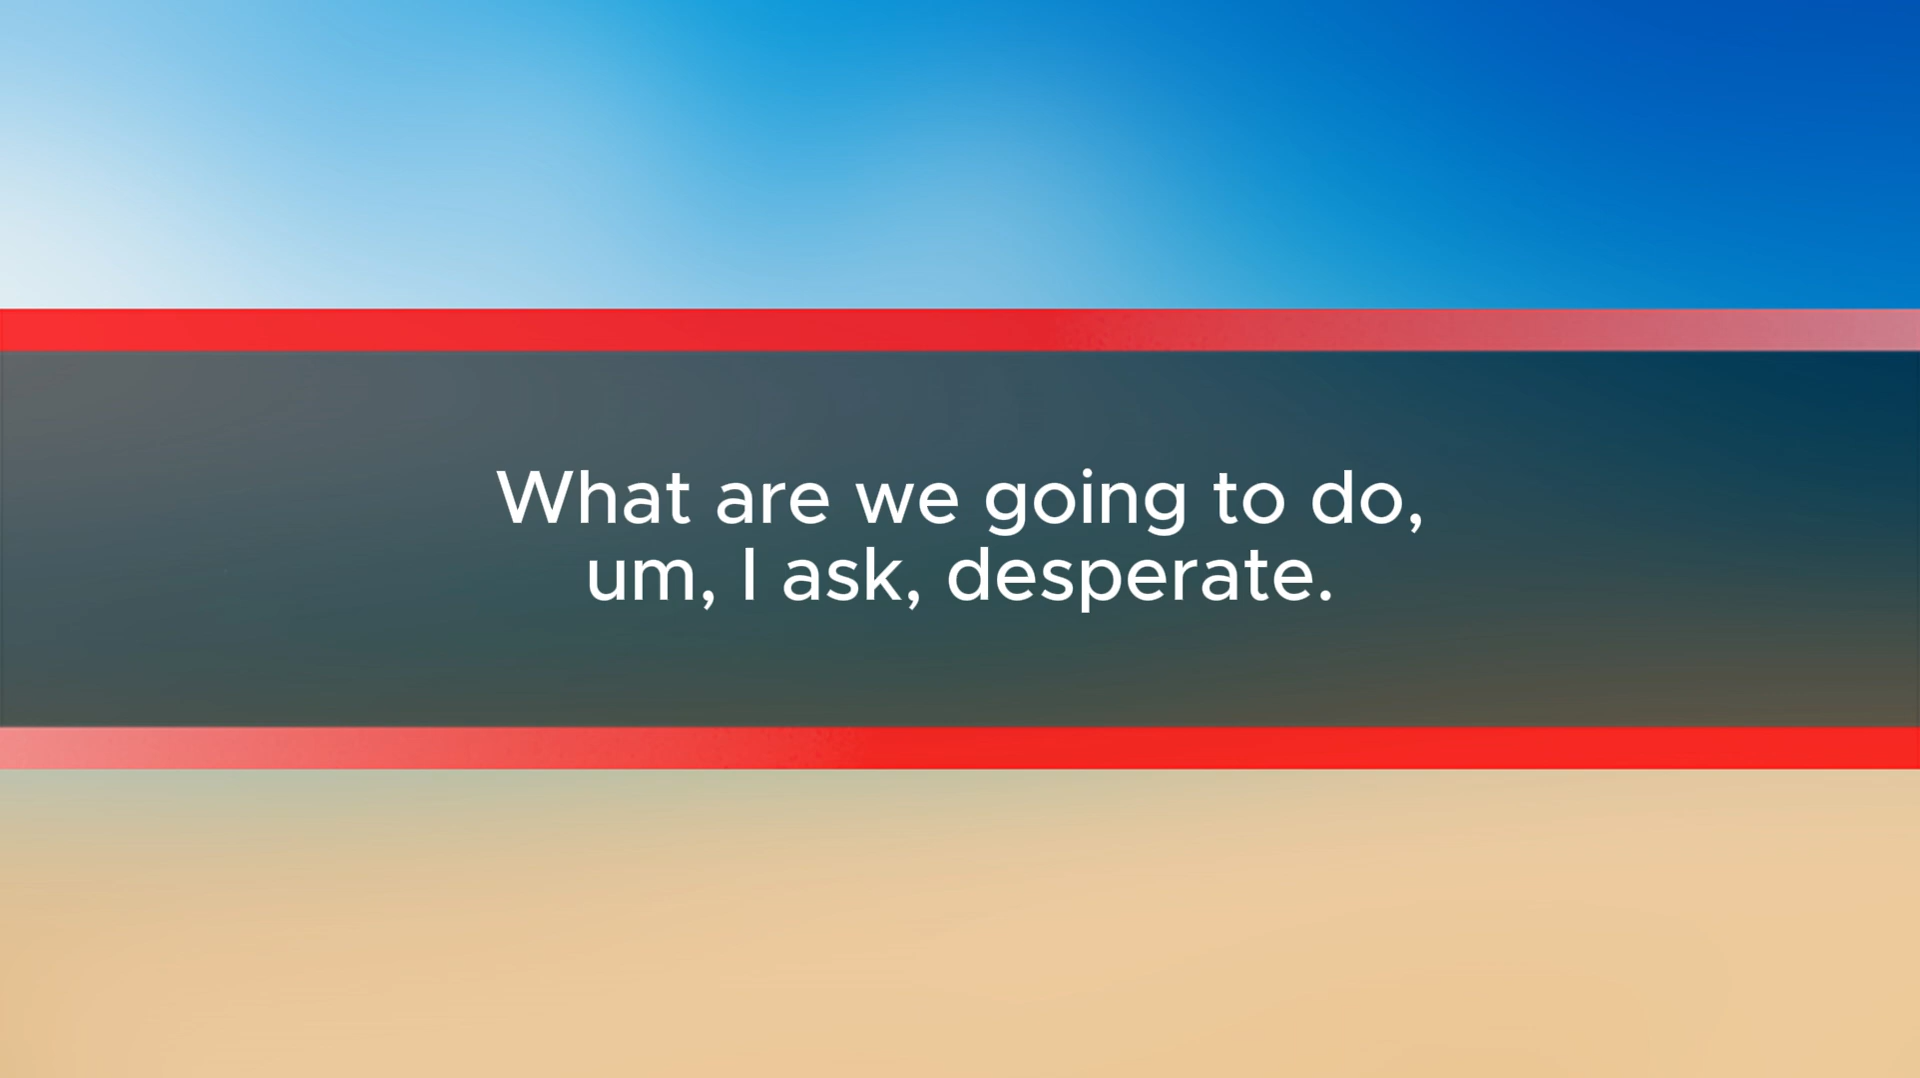 What are we going to do,
um, I ask, desperate.